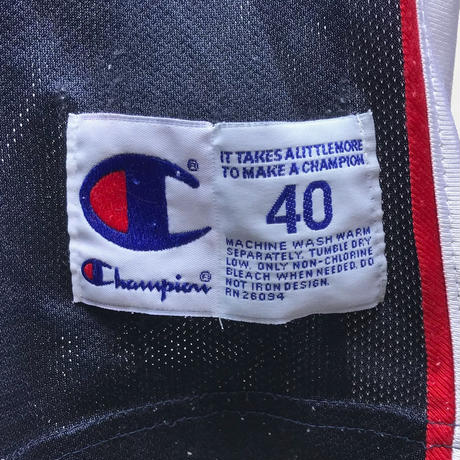 C
®
Champion®
IT TAKES A LITTLE MORE
TO MAKE A CHAMPION.
40
MACHINE WASH WARM
SEPARATELY, TUMBLE DRY
LOW, ONLY NON-CHLORINE
BLEACH WHEN NEEDED. DO
NOT IRON DESIGN.
RN 26094